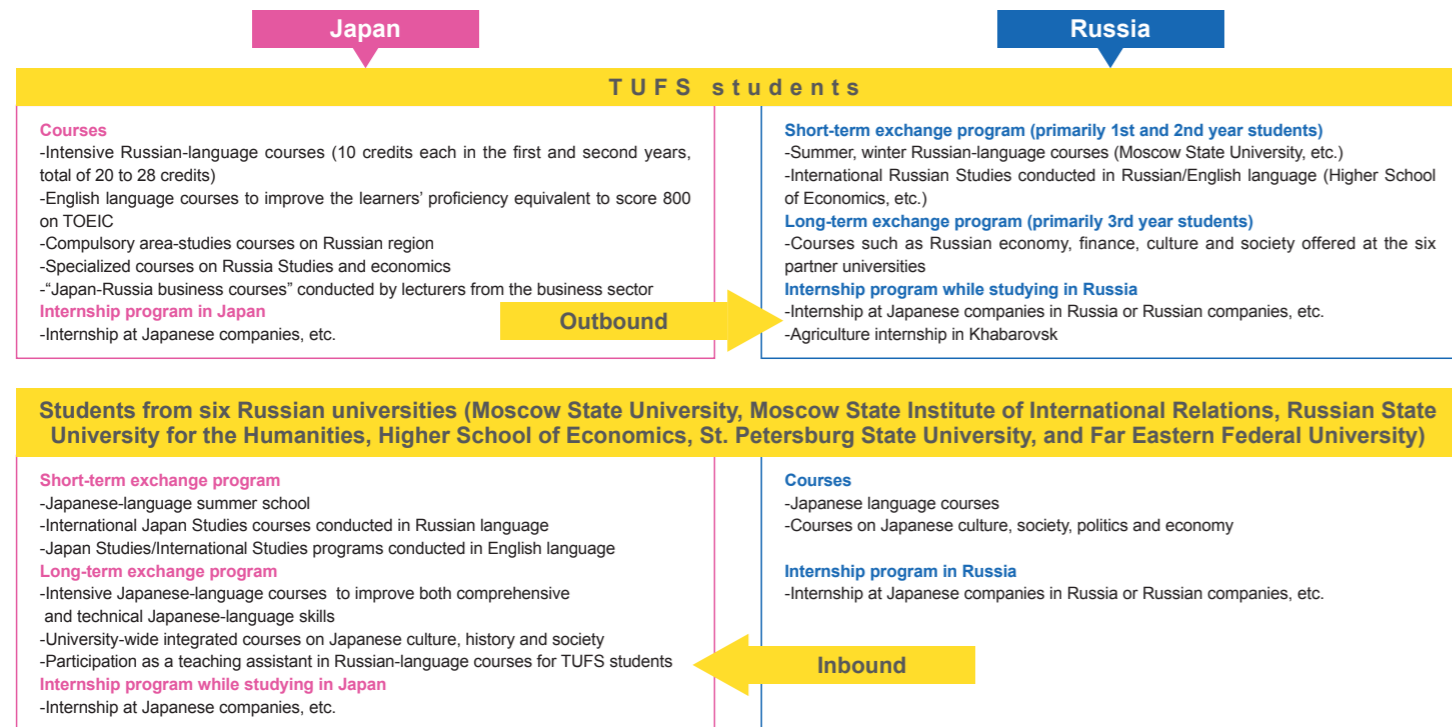 Japan
Russia
TUFS students
Courses
-Intensive Russian-language courses (10 credits each in the first and second years,
total of 20 to 28 credits)
-English language courses to improve the learners’ proficiency equivalent to score 800
on TOEIC
-Compulsory area-studies courses on Russian region
-Specialized courses on Russia Studies and economics
-“Japan-Russia business courses” conducted by lecturers from the business sector
Internship program in Japan
-Internship at Japanese companies, etc.
Outbound
Short-term exchange program (primarily 1st and 2nd year students)
-Summer, winter Russian-language courses (Moscow State University, etc.)
-International Russian Studies conducted in Russian/English language (Higher School
of Economics, etc.)
Long-term exchange program (primarily 3rd year students)
-Courses such as Russian economy, finance, culture and society offered at the six
partner universities
Internship program while studying in Russia
-Internship at Japanese companies in Russia or Russian companies, etc.
-Agriculture internship in Khabarovsk
Students from six Russian universities (Moscow State University, Moscow State Institute of International Relations, Russian State
University for the Humanities, Higher School of Economics, St. Petersburg State University, and Far Eastern Federal University)
Short-term exchange program
-Japanese-language summer school
-International Japan Studies courses conducted in Russian language
-Japan Studies/International Studies programs conducted in English language
Long-term exchange program
-Intensive Japanese-language courses to improve both comprehensive
and technical Japanese-language skills
-University-wide integrated courses on Japanese culture, history and society
-Participation as a teaching assistant in Russian-language courses for TUFS students
Internship program while studying in Japan
-Internship at Japanese companies, etc.
Courses
-Japanese language courses
-Courses on Japanese culture, society, politics and economy
Internship program in Russia
-Internship at Japanese companies in Russia or Russian companies, etc.
Inbound